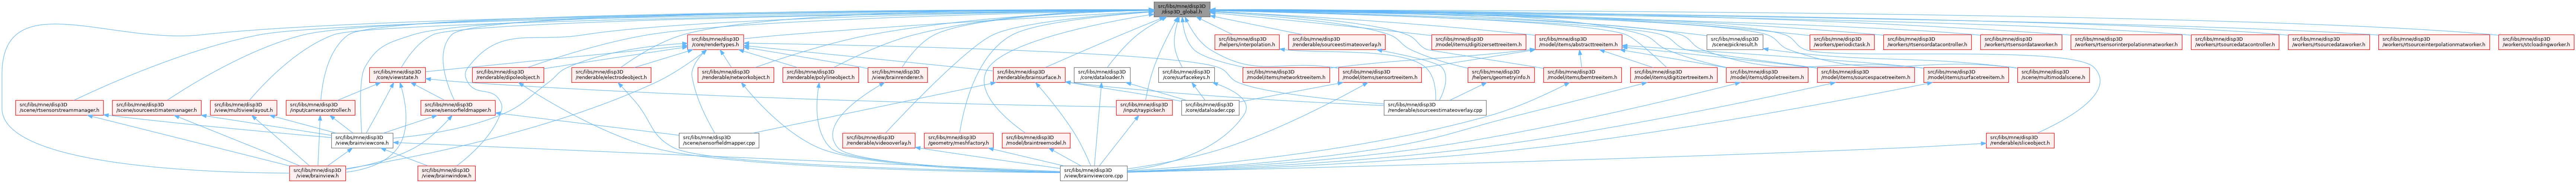 src/libs/mne/disp3D
/disp3D_global.h
src/libs/mne/disp3D
/core/rendertypes.h
src/libs/mne/disp3D
/helpers/interpolation.h
src/libs/mne/disp3D
/renderable/sourceestimateoverlay.h
src/libs/mne/disp3D
/model/items/digitizersettreeitem.h
src/libs/mne/disp3D
/model/items/abstracttreeitem.h
src/libs/mne/disp3D
/scene/pickresult.h
src/libs/mne/disp3D
/workers/periodictask.h
src/libs/mne/disp3D
/workers/rtsensordatacontroller.h
src/libs/mne/disp3D
/workers/rtsensordataworker.h
src/libs/mne/disp3D
/workers/rtsensorinterpolationmatworker.h
src/libs/mne/disp3D
/workers/rtsourcedatacontroller.h
src/libs/mne/disp3D
/workers/rtsourcedataworker.h
src/libs/mne/disp3D
/workers/rtsourceinterpolationmatworker.h
src/libs/mne/disp3D
/workers/stcloadingworker.h
src/libs/mne/disp3D
/core/viewstate.h
src/libs/mne/disp3D
/renderable/dipoleobject.h
src/libs/mne/disp3D
/renderable/electrodeobject.h
src/libs/mne/disp3D
/renderable/networkobject.h
src/libs/mne/disp3D
/renderable/polylineobject.h
src/libs/mne/disp3D
/view/brainrenderer.h
src/libs/mne/disp3D
/renderable/brainsurface.h
src/libs/mne/disp3D
/core/dataloader.h
src/libs/mne/disp3D
/core/surfacekeys.h
src/libs/mne/disp3D
/model/items/networktreeitem.h
src/libs/mne/disp3D
/model/items/sensortreeitem.h
src/libs/mne/disp3D
/helpers/geometryinfo.h
src/libs/mne/disp3D
/model/items/bemtreeitem.h
src/libs/mne/disp3D
/model/items/digitizertreeitem.h
src/libs/mne/disp3D
/model/items/dipoletreeitem.h
src/libs/mne/disp3D
/model/items/sourcespacetreeitem.h
src/libs/mne/disp3D
/model/items/surfacetreeitem.h
src/libs/mne/disp3D
/scene/multimodalscene.h
src/libs/mne/disp3D
/scene/rtsensorstreammanager.h
src/libs/mne/disp3D
/scene/sourceestimatemanager.h
src/libs/mne/disp3D
/view/multiviewlayout.h
src/libs/mne/disp3D
/input/cameracontroller.h
src/libs/mne/disp3D
/scene/sensorfieldmapper.h
src/libs/mne/disp3D
/input/raypicker.h
src/libs/mne/disp3D
/core/dataloader.cpp
src/libs/mne/disp3D
/renderable/sourceestimateoverlay.cpp
src/libs/mne/disp3D
/view/brainviewcore.h
src/libs/mne/disp3D
/scene/sensorfieldmapper.cpp
src/libs/mne/disp3D
/renderable/videooverlay.h
src/libs/mne/disp3D
/geometry/meshfactory.h
src/libs/mne/disp3D
/model/braintreemodel.h
src/libs/mne/disp3D
/renderable/sliceobject.h
src/libs/mne/disp3D
/view/brainview.h
src/libs/mne/disp3D
/view/brainwindow.h
src/libs/mne/disp3D
/view/brainviewcore.cpp